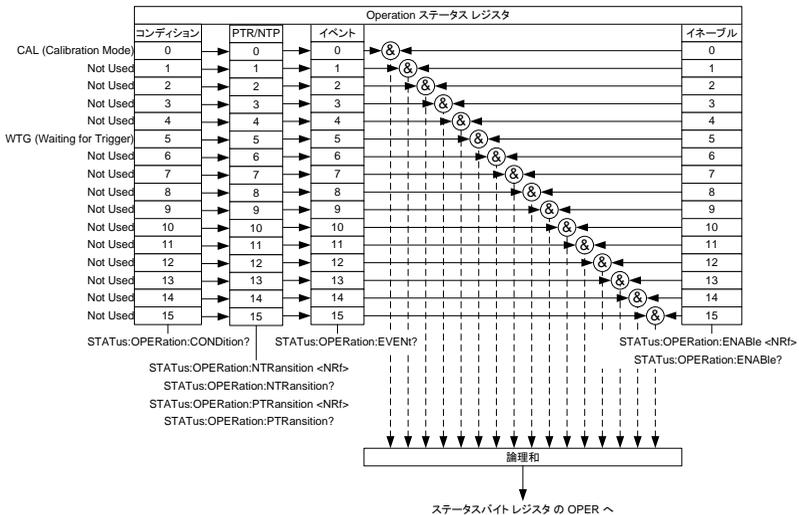 Operation ステータス レジスタ
コンディション PTR/NTP イベント イネーブル
CAL (Calibration Mode) 0 0 0 & 0
Not Used 1 1 1 & 1
Not Used 2 2 2 & 2
Not Used 3 3 3 & 3
Not Used 4 4 4 & 4
WTG (Waiting for Trigger) 5 5 5 & 5
Not Used 6 6 6 & 6
Not Used 7 7 7 & 7
Not Used 8 8 8 & 8
Not Used 9 9 9 & 9
Not Used 10 10 10 & 10
Not Used 11 11 11 & 11
Not Used 12 12 12 & 12
Not Used 13 13 13 & 13
Not Used 14 14 14 & 14
Not Used 15 15 15 & 15
STATus:OPERation:CONDition? STATus:OPERation:EVENt? STATus:OPERation:ENABle <NRf>
STATus:OPERation:ENABle?
STATus:OPERation:NTRansition <NRf>
STATus:OPERation:NTRansition?
STATus:OPERation:PTRansition <NRf>
STATus:OPERation:PTRansition?
論理和
ステータスバイト レジスタ の OPER へ